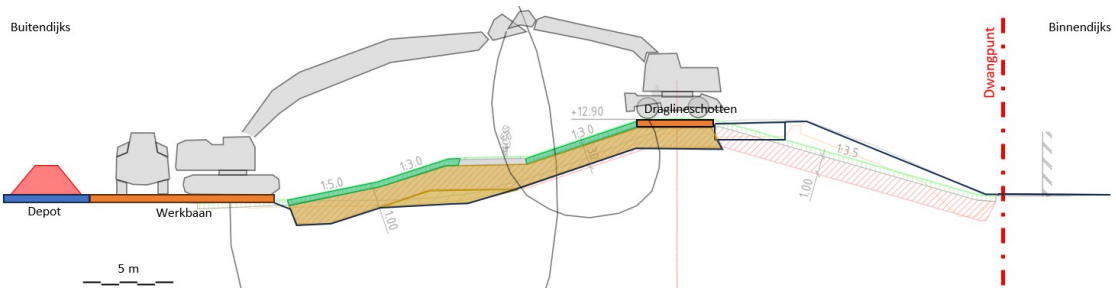 Buitendijks
Binnendijks
Dwangpunt
Draglineschotten
+12.90
1:3.0
1:3.0
1:3.5
1:5.0
1.00
1.00
Depot
Werkbaan
5 m